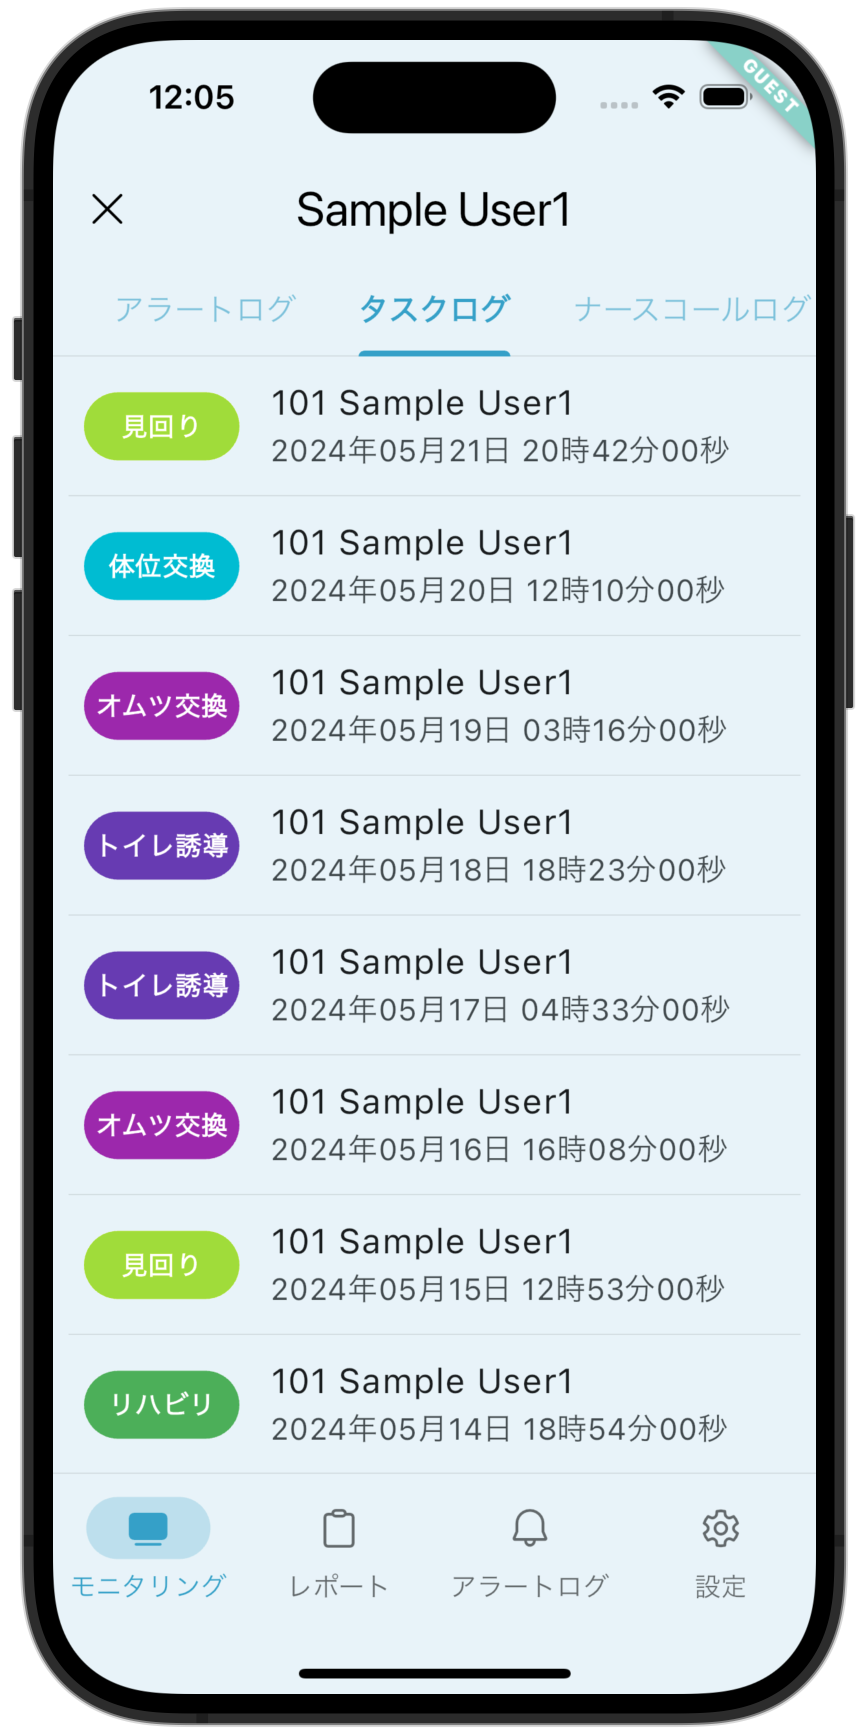 12:05
GUEST
Sample User1
アラートログ タスクログ ナースコールログ
見回り
101 Sample User1
2024年05月21日 20時42分00秒
体位交換
101 Sample User1
2024年05月20日 12時10分00秒
オムツ交換
101 Sample User1
2024年05月19日 03時16分00秒
トイレ誘導
101 Sample User1
2024年05月18日 18時23分00秒
トイレ誘導
101 Sample User1
2024年05月17日 04時33分00秒
オムツ交換
101 Sample User1
2024年05月16日 16時08分00秒
見回り
101 Sample User1
2024年05月15日 12時53分00秒
リハビリ
101 Sample User1
2024年05月14日 18時54分00秒
モニタリング レポート アラートログ 設定